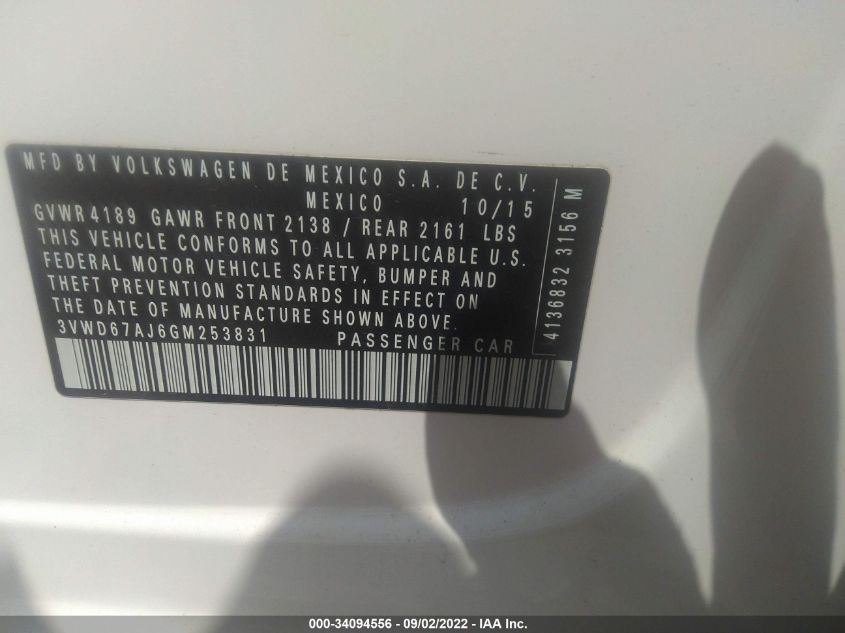 MFD BY VOLKSWAGEN DE MEXICO S.A. DE C.V.
MEXICO 10/15
GVWR 4189 GAWR FRONT 2138 / REAR 2161 LBS
THIS VEHICLE CONFORMS TO ALL APPLICABLE U.S.
FEDERAL MOTOR VEHICLE SAFETY, BUMPER AND
THEFT PREVENTION STANDARDS IN EFFECT ON
THE DATE OF MANUFACTURE SHOWN ABOVE.
3VWD67AJ6GM253831 PASSENGER CAR
4136832 3156 M
000-34094556 - 09/02/2022 - IAA Inc.